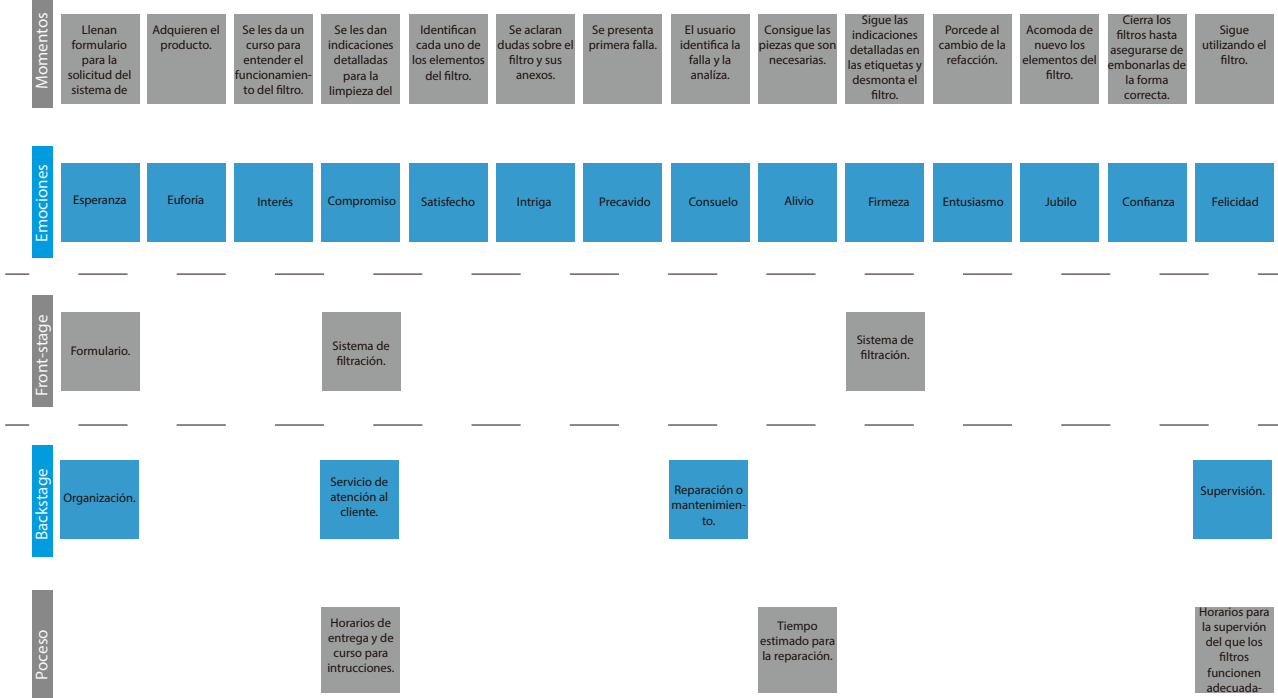 Momentos
Llenan
formulario
para la
solicitud del
sistema de
Adquieren el
producto.
Se les da un
curso para
entender el
funcionamien-
to del filtro.
Se les dan
indicaciones
detalladas
para la
limpieza del
Identifican
cada uno de
los elementos
del filtro.
Se aclaran
dudas sobre el
filtro y sus
anexos.
Se presenta
primera falla.
El usuario
identifica la
falla y la
analíza.
Consigue las
piezas que son
necesarias.
Sigue las
indicaciones
detalladas en
las etiquetas y
desmonta el
filtro.
Porcede al
cambio de la
refacción.
Acomoda de
nuevo los
elementos del
filtro.
Cierra los
filtros hasta
asegurarse de
embonarlas de
la forma
correcta.
Sigue
utilizando el
filtro.
Emociones
Esperanza
Euforía
Interés
Compromiso
Satisfecho
Intriga
Precavido
Consuelo
Alivio
Firmeza
Entusiasmo
Jubilo
Confianza
Felicidad
Front-stage
Formulario.
Sistema de
filtración.
Sistema de
filtración.
Backstage
Organización.
Servicio de
atención al
cliente.
Reparación o
mantenimien-
to.
Supervisión.
Poceso
Horarios de
entrega y de
curso para
intrucciones.
Tiempo
estimado para
la reparación.
Horarios para
la supervión
del que los
filtros
funcionen
adecuada-